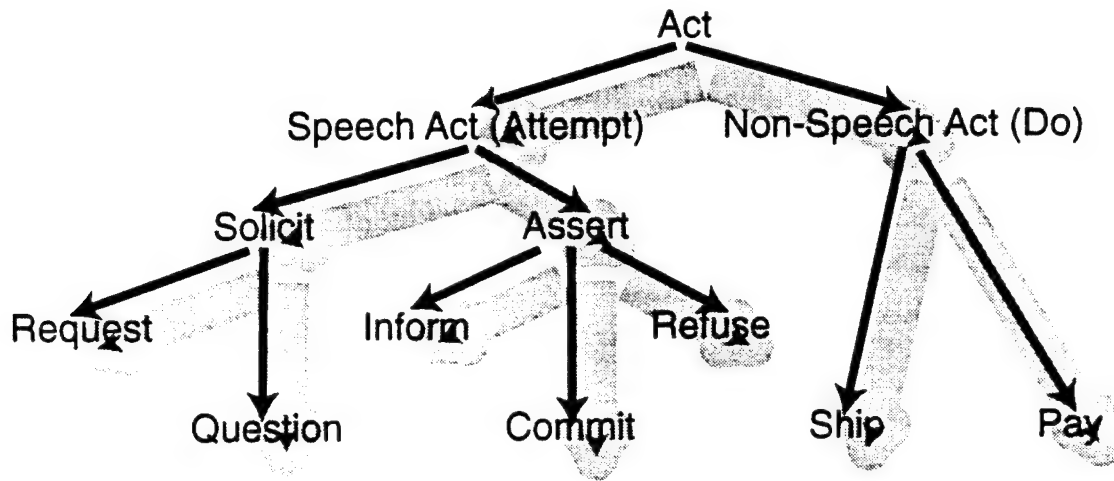 Act
Speech Act (Attempt)
Non-Speech Act (Do)
Solicit
Assert
Request
Inform
Refuse
Question
Commit
Ship
Pay